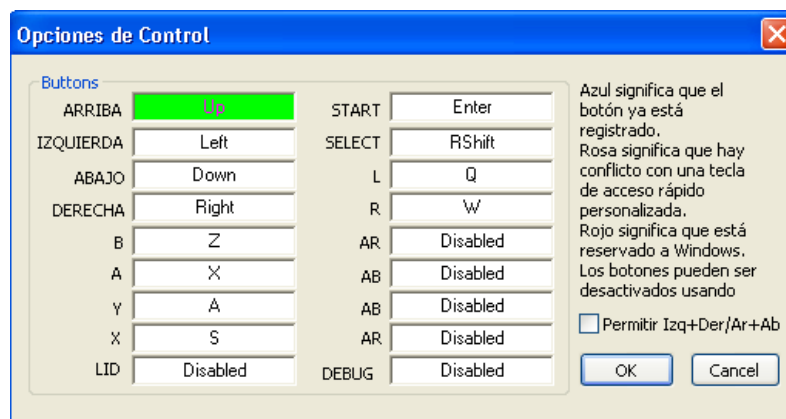 Opciones de Control
Buttons
ARRIBA Up
IZQUIERDA Left
ABAJO Down
DERECHA Right
B Z
A X
Y A
X S
LID Disabled
START Enter
SELECT RShift
L Q
R W
AR Disabled
AB Disabled
AB Disabled
AR Disabled
DEBUG Disabled
Azul significa que el
botón ya está
registrado.
Rosa significa que hay
conflicto con una tecla
de acceso rápido
personalizada.
Rojo significa que está
reservado a Windows.
Los botones pueden ser
desactivados usando
Permitir Izq+Der/Ar+Ab
OK Cancel